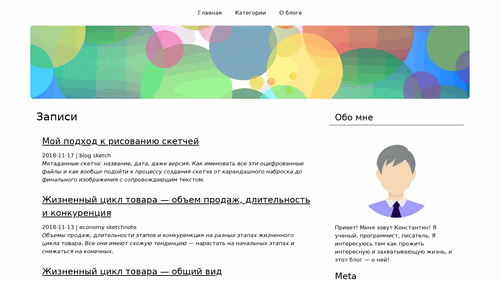 Главная Категории О блоге
Записи
Мой подход к рисованию скетчей
2018-11-17 | blog sketch
Метаданные скетча: название, дата, даже версия. Как именовать все эти оцифрованные
файлы и как вообще подойти к процессу создания скетча от карандашного наброска до
финального изображения с сопровождающим текстом.
Жизненный цикл товара — объем продаж, длительность
и конкуренция
2018-11-13 | economy sketchnote
Объемы продажи, длительности этапов и конкуренкция на разных этапах жизненного
цикла товара. Все они имеют схожую тенденцию — нарастать на начальных этапах и
снижаться на конечных.
Жизненный цикл товара — общий вид
Обо мне
Привет! Меня зовут Константин! Я
ученый, программист, писатель. Я
интересуюсь тем как прожить
интересную и захватывающую жизнь, и
этот блог — о ней!
Meta